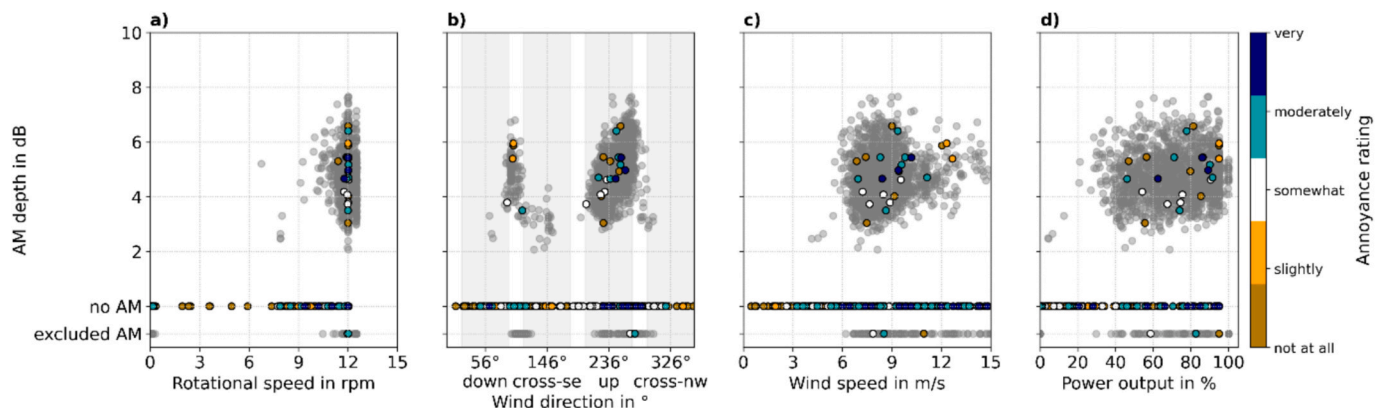 a)
b)
c)
d)
AM depth in dB
10
8
6
4
2
no AM
excluded AM
0 3 6 9 12 15
Rotational speed in rpm
56 146 236 326
down cross-se up cross-nw
Wind direction in °
0 3 6 9 12 15
Wind speed in m/s
0 20 40 60 80 100
Power output in %
very
moderately
somewhat
slightly
not at all
Annoyance rating